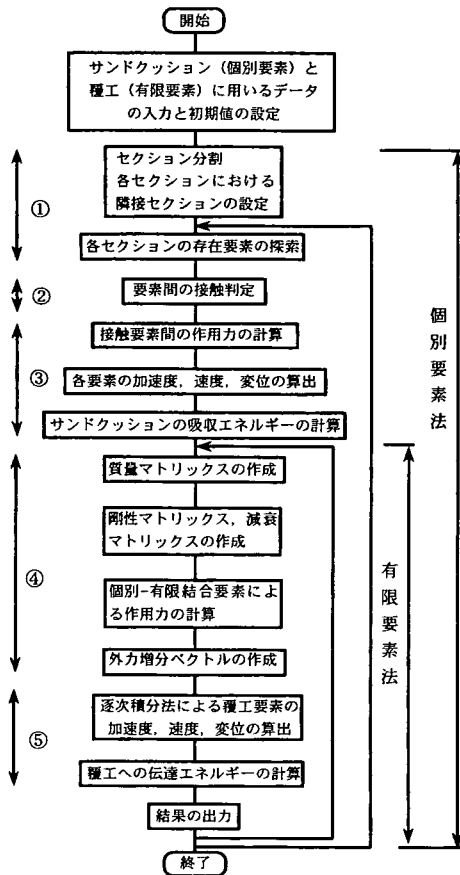 開始
サンドクッション（個別要素）と
覆工（有限要素）に用いるデータ
の入力と初期値の設定
セクション分割
各セクションにおける
隣接セクションの設定
①
各セクションの存在要素の探索
②
要素間の接触判定
接触要素間の作用力の計算
③
各要素の加速度，速度，変位の算出
サンドクッションの吸収エネルギーの計算
質量マトリックスの作成
剛性マトリックス，減衰
マトリックスの作成
④
個別−有限結合要素によ
る作用力の計算
外力増分ベクトルの作成
⑤
逐次積分法による覆工要素の
加速度，速度，変位の算出
覆工への伝達エネルギーの計算
結果の出力
終了
有限要素法
個別要素法